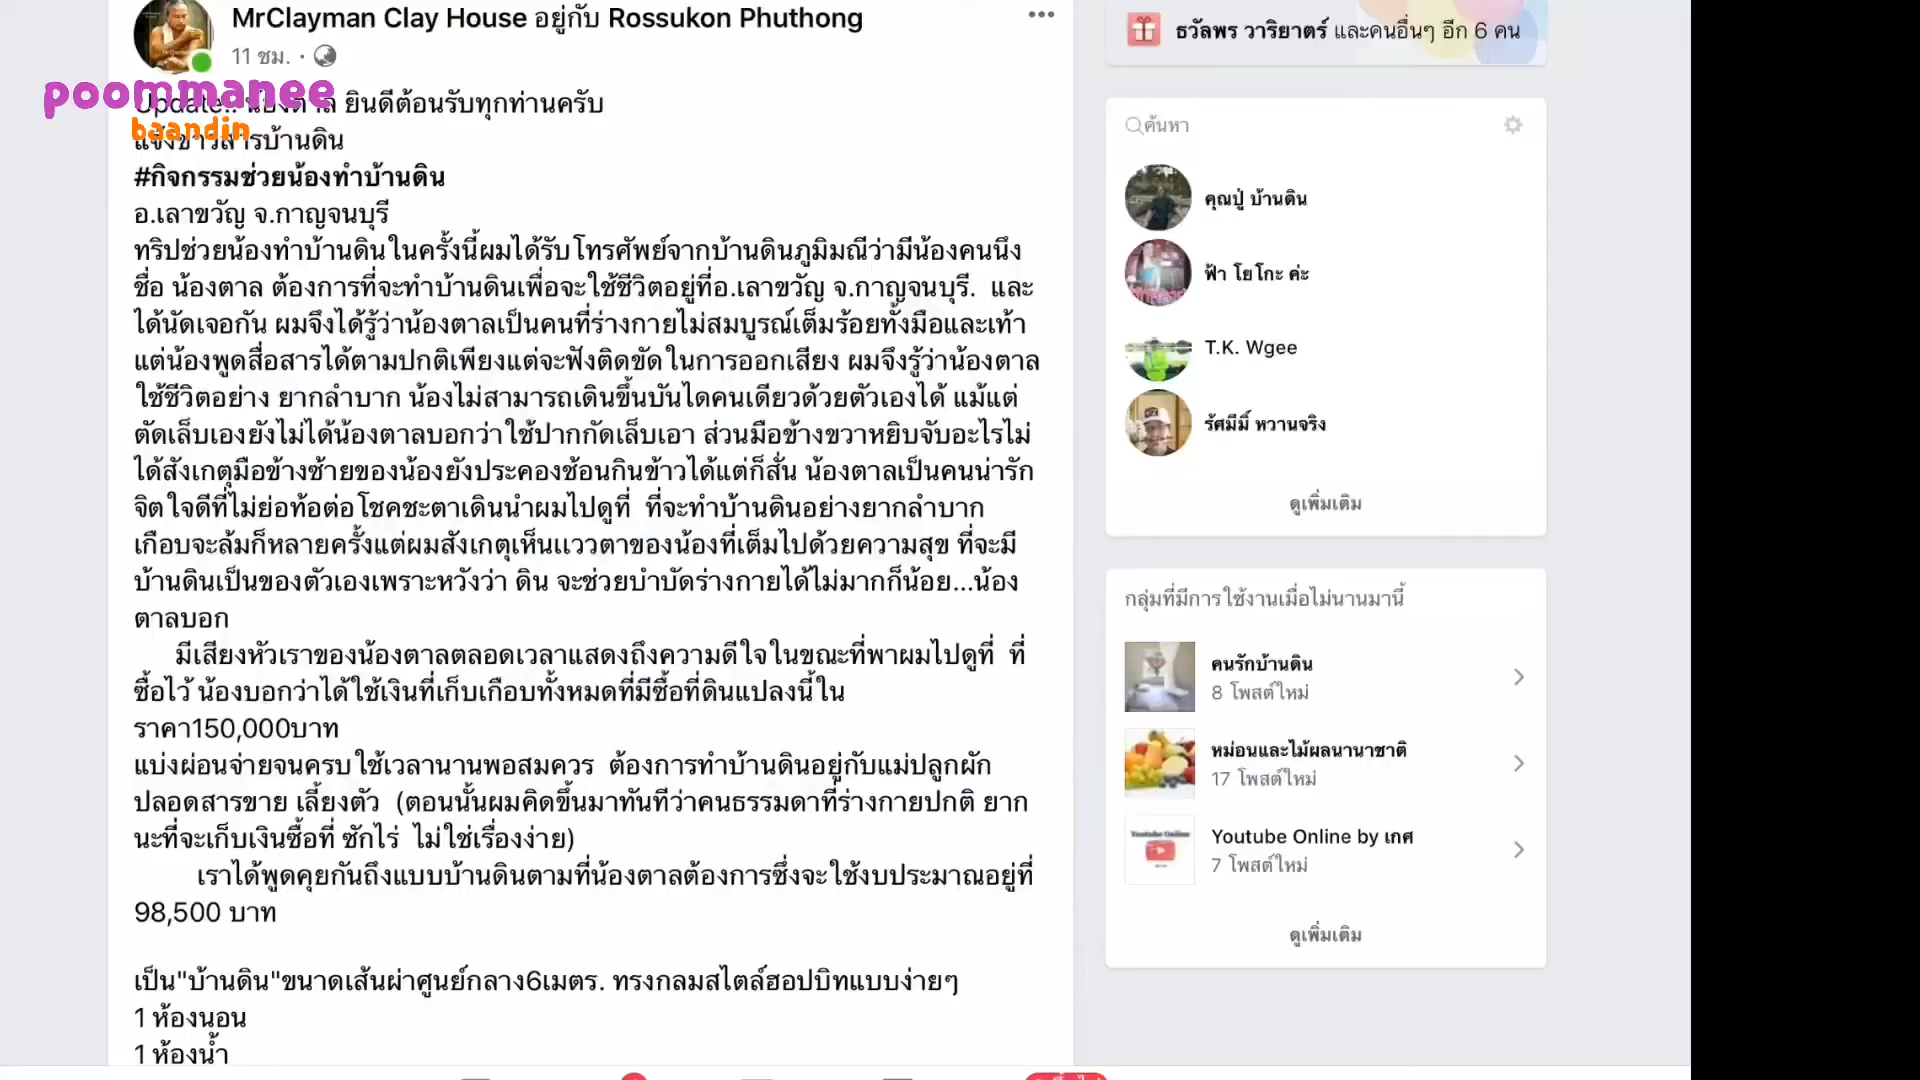 MrClayman Clay House อยู่กับ Rossukon Phuthong
11 ชม. ·
poommanee
baandin
Update.. น้องตาล ยินดีต้อนรับทุกท่านครับ
แจ้งข่าวสารบ้านดิน
#กิจกรรมช่วยน้องทำบ้านดิน
อ.เลาขวัญ จ.กาญจนบุรี
ทริปช่วยน้องทำบ้านดินในครั้งนี้ผมได้รับโทรศัพย์จากบ้านดินภูมิมณีว่ามีน้องคนนึง
ชื่อ น้องตาล ต้องการที่จะทำบ้านดินเพื่อจะใช้ชีวิตอยู่ที่อ.เลาขวัญ จ.กาญจนบุรี.  และ
ได้นัดเจอกัน ผมจึงได้รู้ว่าน้องตาลเป็นคนที่ร่างกายไม่สมบูรณ์เต็มร้อยทั้งมือและเท้า
แต่น้องพูดสื่อสารได้ตามปกติเพียงแต่จะฟังติดขัดในการออกเสียง ผมจึงรู้ว่าน้องตาล
ใช้ชีวิตอย่าง ยากลำบาก น้องไม่สามารถเดินขึ้นบันไดคนเดียวด้วยตัวเองได้ แม้แต่
ตัดเล็บเองยังไม่ได้น้องตาลบอกว่าใช้ปากกัดเล็บเอา ส่วนมือข้างขวาหยิบจับอะไรไม่
ได้สังเกตุมือข้างซ้ายของน้องยังประคองช้อนกินข้าวได้แต่ก็สั่น น้องตาลเป็นคนน่ารัก
จิตใจดีที่ไม่ย่อท้อต่อโชคชะตาเดินนำผมไปดูที่  ที่จะทำบ้านดินอย่างยากลำบาก
เกือบจะล้มก็หลายครั้งแต่ผมสังเกตุเห็นแววตาของน้องที่เต็มไปด้วยความสุข ที่จะมี
บ้านดินเป็นของตัวเองเพราะหวังว่า ดิน จะช่วยบำบัดร่างกายได้ไม่มากก็น้อย...น้อง
ตาลบอก
มีเสียงหัวเราของน้องตาลตลอดเวลาแสดงถึงความดีใจในขณะที่พาผมไปดูที่  ที่
ซื้อไว้ น้องบอกว่าได้ใช้เงินที่เก็บเกือบทั้งหมดที่มีซื้อที่ดินแปลงนี้ใน
ราคา150,000บาท
แบ่งผ่อนจ่ายจนครบใช้เวลานานพอสมควร  ต้องการทำบ้านดินอยู่กับแม่ปลูกผัก
ปลอดสารขาย เลี้ยงตัว  (ตอนนั้นผมคิดขึ้นมาทันทีว่าคนธรรมดาที่ร่างกายปกติ ยาก
นะที่จะเก็บเงินซื้อที่ ซักไร่  ไม่ใช่เรื่องง่าย)
เราได้พูดคุยกันถึงแบบบ้านดินตามที่น้องตาลต้องการซึ่งจะใช้งบประมาณอยู่ที่
98,500 บาท
เป็น"บ้านดิน"ขนาดเส้นผ่าศูนย์กลาง6เมตร. ทรงกลมสไตล์ฮอปบิทแบบง่ายๆ
1 ห้องนอน
1 ห้องน้ำ
ธวัลพร วาริยาตร์ และคนอื่นๆ อีก 6 คน
ค้นหา
คุณปู่ บ้านดิน
ฟ้า โยโกะ ค่ะ
T.K. Wgee
รัศมีมิ์ หวานจริง
ดูเพิ่มเติม
กลุ่มที่มีการใช้งานเมื่อไม่นานมานี้
คนรักบ้านดิน
8 โพสต์ใหม่
หม่อนและไม้ผลนานาชาติ
17 โพสต์ใหม่
Youtube Online by เกศ
7 โพสต์ใหม่
ดูเพิ่มเติม